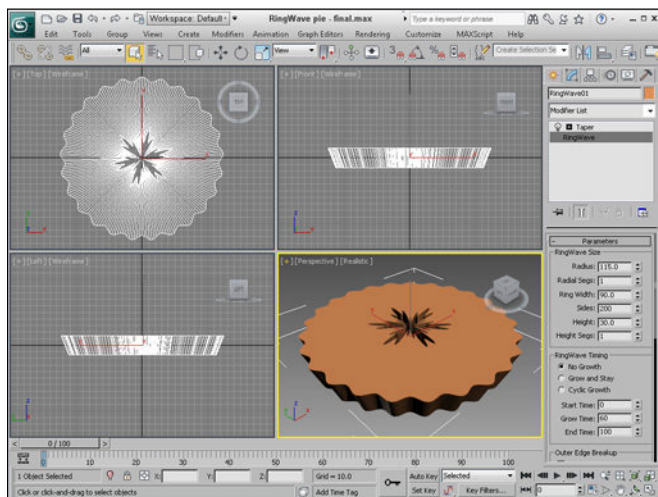 Workspace: Default
RingWave pie - final.max
Type a keyword or phrase
Edit Tools Group Views Create Modifiers Animation Graph Editors Rendering Customize MAXScript Help
All
View
Create Selection Se
[+][Top][Wireframe]
TOP
[+][Front][Wireframe]
FRONT
[+][Left][Wireframe]
LEFT
[+][Perspective][Realistic]
RingWave01
Modifier List
Taper
RingWave
Parameters
RingWave Size
Radius: 115.0
Radial Segs: 1
Ring Width: 90.0
Sides: 200
Height: 30.0
Height Segs: 1
RingWave Timing
No Growth
Grow and Stay
Cyclic Growth
Start Time: 0
Grow Time: 60
End Time: 100
Outer Edge Breakup
0 / 100
0 10 20 30 40 50 60 70 80 90 100
1 Object Selected
X: Y: Z:
Grid = 10.0
Auto Key Selected
Click or click-and-drag to select objects
Add Time Tag
Set Key Key Filters...
0